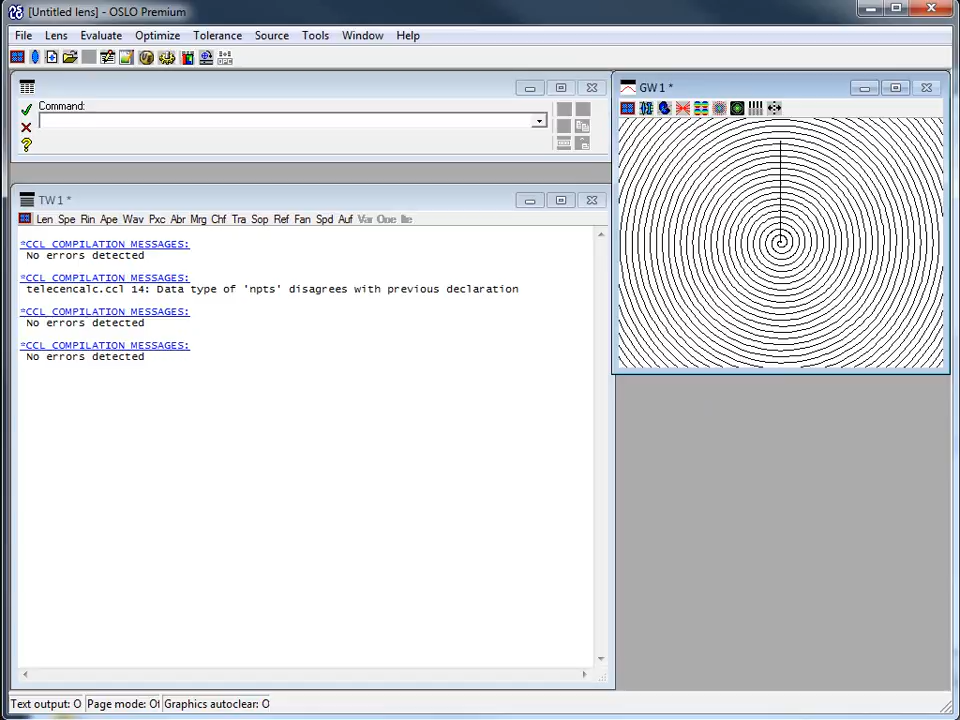 [Untitled lens] - OSLO Premium
File Lens Evaluate Optimize Tolerance Source Tools Window Help
Command:
GW 1 *
TW 1 *
Len Spe Rin Ape Wav Pxc Abr Mrg Chf Tra Sop Ref Fan Spd Auf Var One Ite
*CCL COMPILATION MESSAGES:
No errors detected
*CCL COMPILATION MESSAGES:
telecencalc.ccl 14: Data type of 'npts' disagrees with previous declaration
*CCL COMPILATION MESSAGES:
No errors detected
*CCL COMPILATION MESSAGES:
No errors detected
Text output: O Page mode: Of Graphics autoclear: O